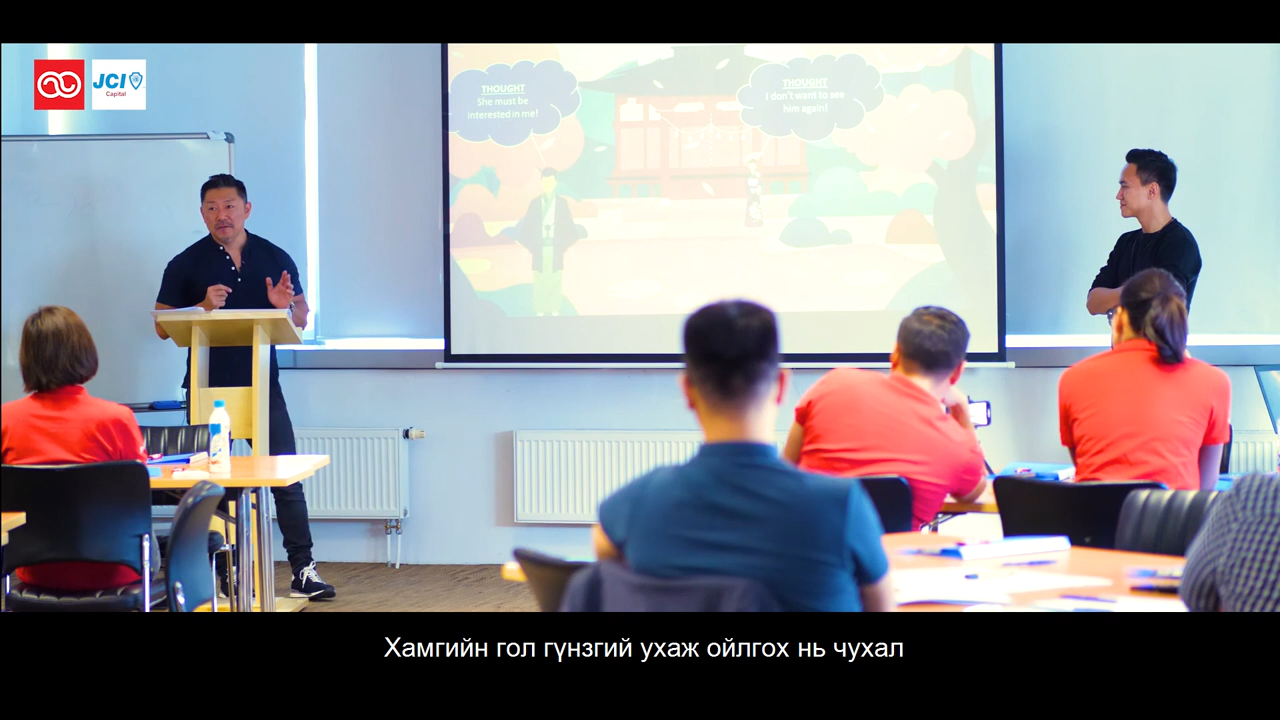 JCI
Capital
THOUGHT
She must be
interested in me!
THOUGHT
I don't want to see
him again!
Хамгийн гол гүнзгий ухаж ойлгох нь чухал